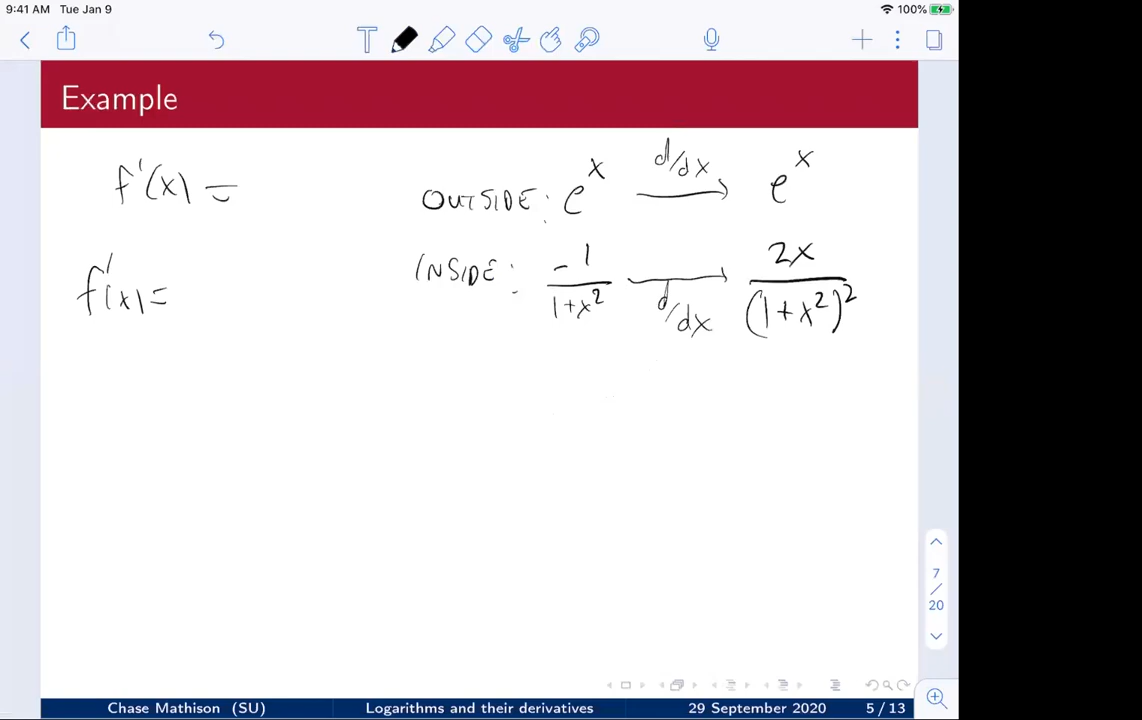 9:41 AM Tue Jan 9
100%
T
Example
f'(x) =
OUTSIDE: e^x d/dx e^x
f'(x) =
INSIDE: -1/(1+x^2) d/dx 2x/(1+x^2)^2
7
/
20
Chase Mathison (SU) Logarithms and their derivatives 29 September 2020 5 / 13